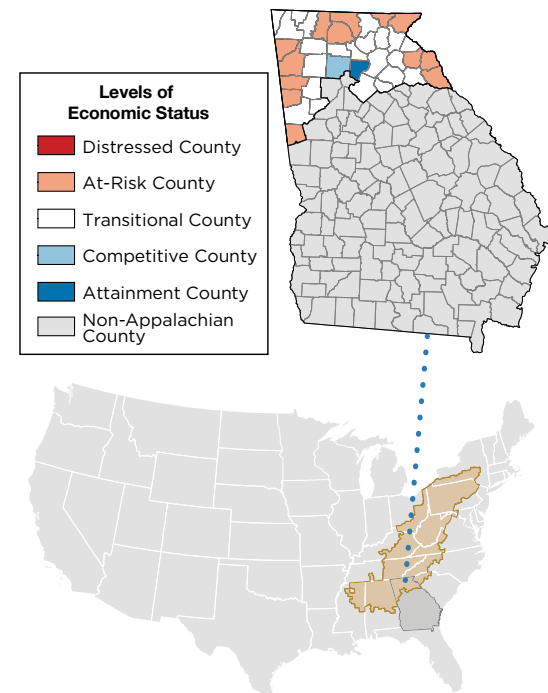 Levels of
Economic Status
Distressed County
At-Risk County
Transitional County
Competitive County
Attainment County
Non-Appalachian
County